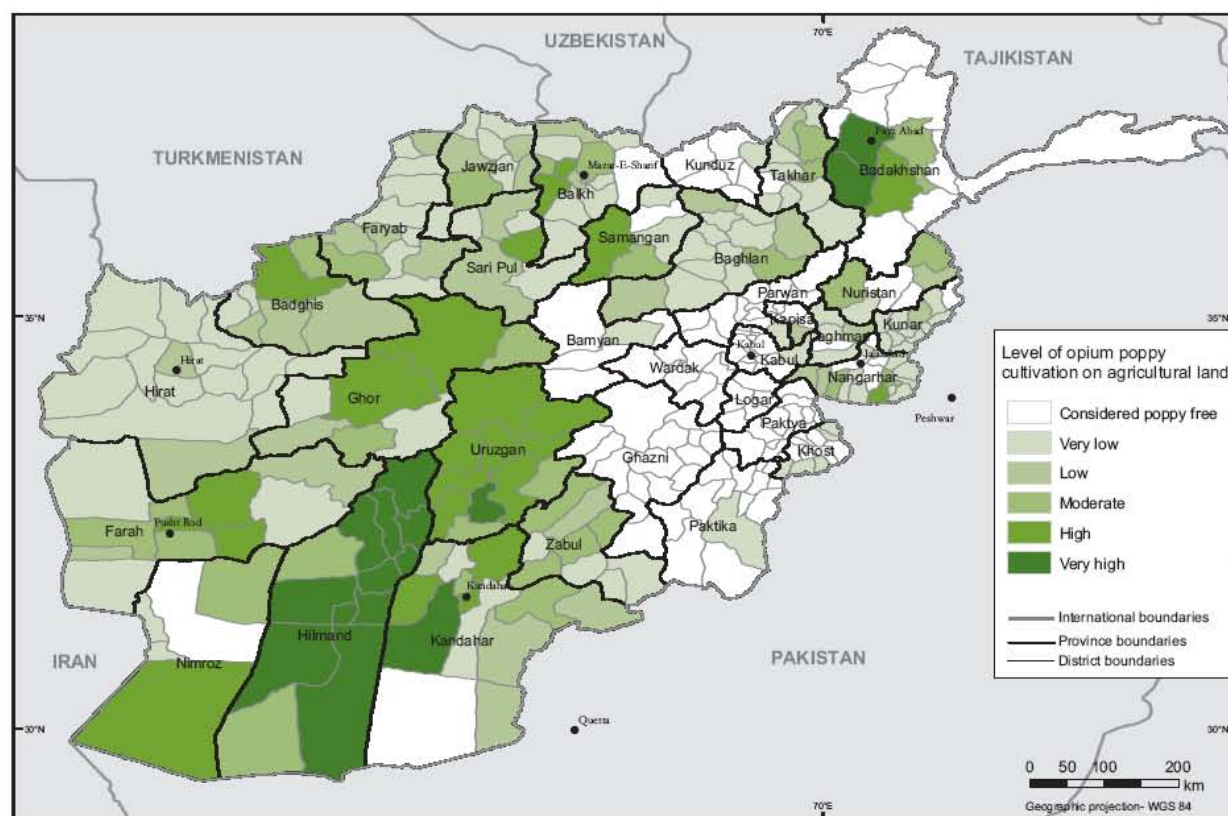 70°E
UZBEKISTAN
TAJIKISTAN
TURKMENISTAN
Fayz Abad
Jawzjan
Mazar-E-Sharif
Kunduz
Takhar
Badakhshan
Balkh
Faryab
Samangan
Baghlan
Sari Pul
Badghis
Parwan
Nuristan
35°N
Bamyan
Kapisa
Laghman
Kunar
35°N
Kabul
Kabul
Hirat
Hirat
Wardak
Nangarhar
Ghor
Logar
Peshwar
Paktya
Uruzgan
Ghazni
Khost
Farah
Pusht Rod
Zabul
Paktika
Kandahar
Hilmand
Kandahar
IRAN
Nimroz
PAKISTAN
30°N
Quetta
30°N
70°E
Level of opium poppy
cultivation on agricultural land
Considered poppy free
Very low
Low
Moderate
High
Very high
International boundaries
Province boundaries
District boundaries
0 50 100 200
km
Geographic projection- WGS 84